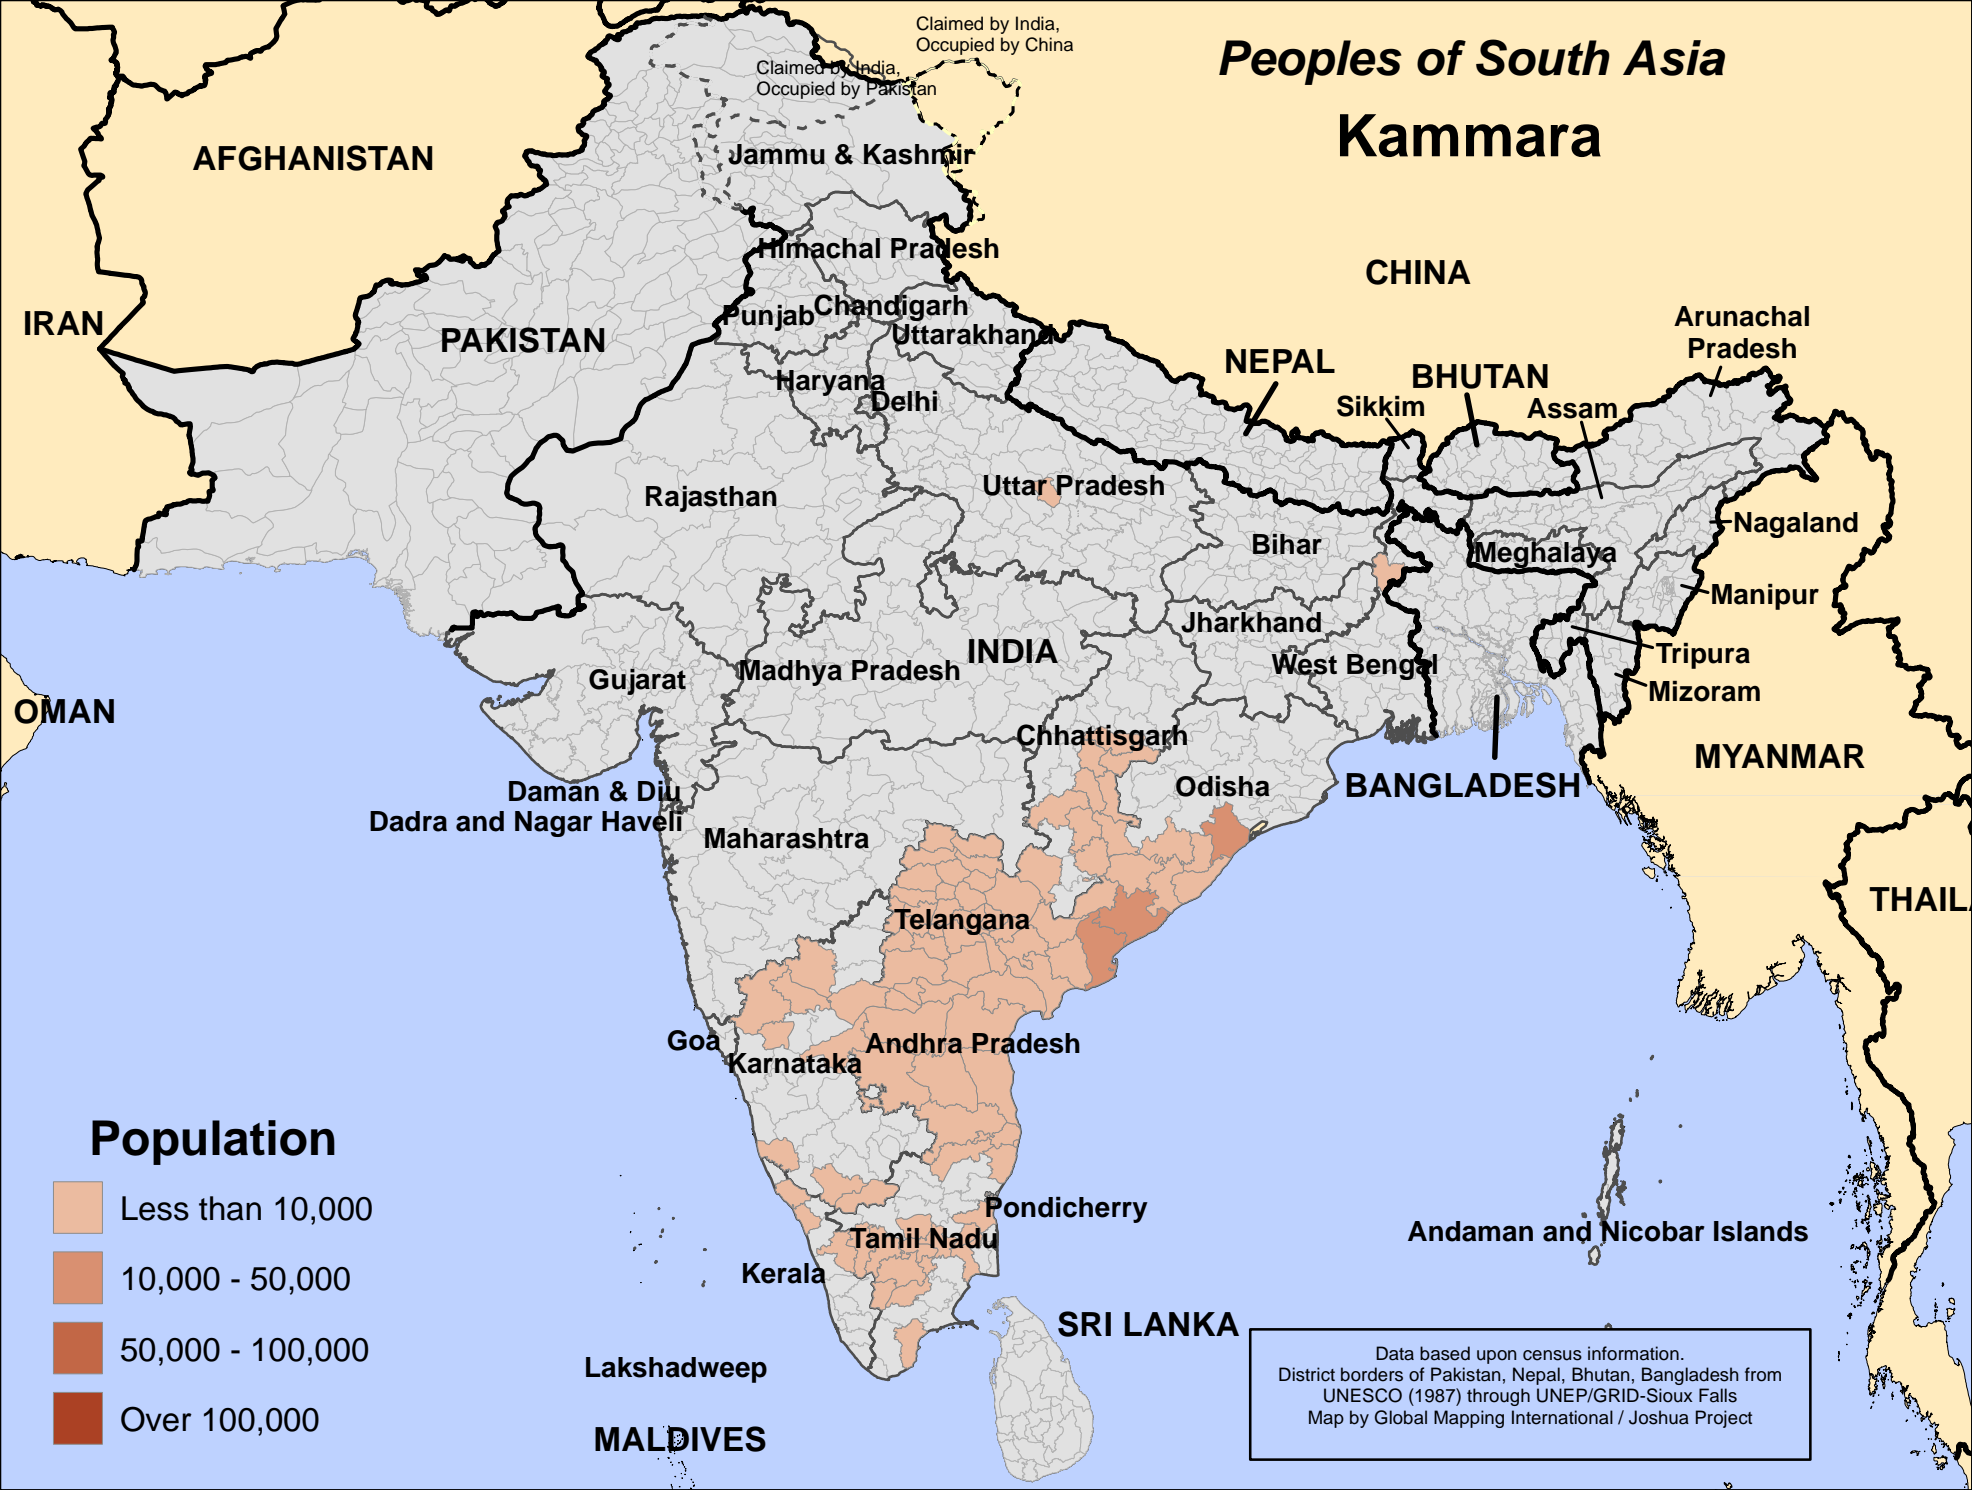 Claimed by India,
Occupied by China
Peoples of South Asia
Kammara
Claimed by India,
Occupied by Pakistan
AFGHANISTAN
Jammu & Kashmir
Himachal Pradesh
CHINA
IRAN
PAKISTAN
Punjab
Chandigarh
Uttarakhand
Arunachal
Pradesh
NEPAL
BHUTAN
Haryana
Delhi
Sikkim
Assam
Rajasthan
Uttar Pradesh
Nagaland
Bihar
Meghalaya
Manipur
Jharkhand
INDIA
Tripura
Gujarat
Madhya Pradesh
West Bengal
Mizoram
OMAN
Chhattisgarh
MYANMAR
Daman & Diu
Odisha
BANGLADESH
Dadra and Nagar Haveli
Maharashtra
THAIL
Telangana
Goa
Karnataka
Andhra Pradesh
Population
Less than 10,000
10,000 - 50,000
50,000 - 100,000
Over 100,000
Pondicherry
Tamil Nadu
Andaman and Nicobar Islands
Kerala
SRI LANKA
Lakshadweep
MALDIVES
Data based upon census information.
District borders of Pakistan, Nepal, Bhutan, Bangladesh from
UNESCO (1987) through UNEP/GRID-Sioux Falls
Map by Global Mapping International / Joshua Project